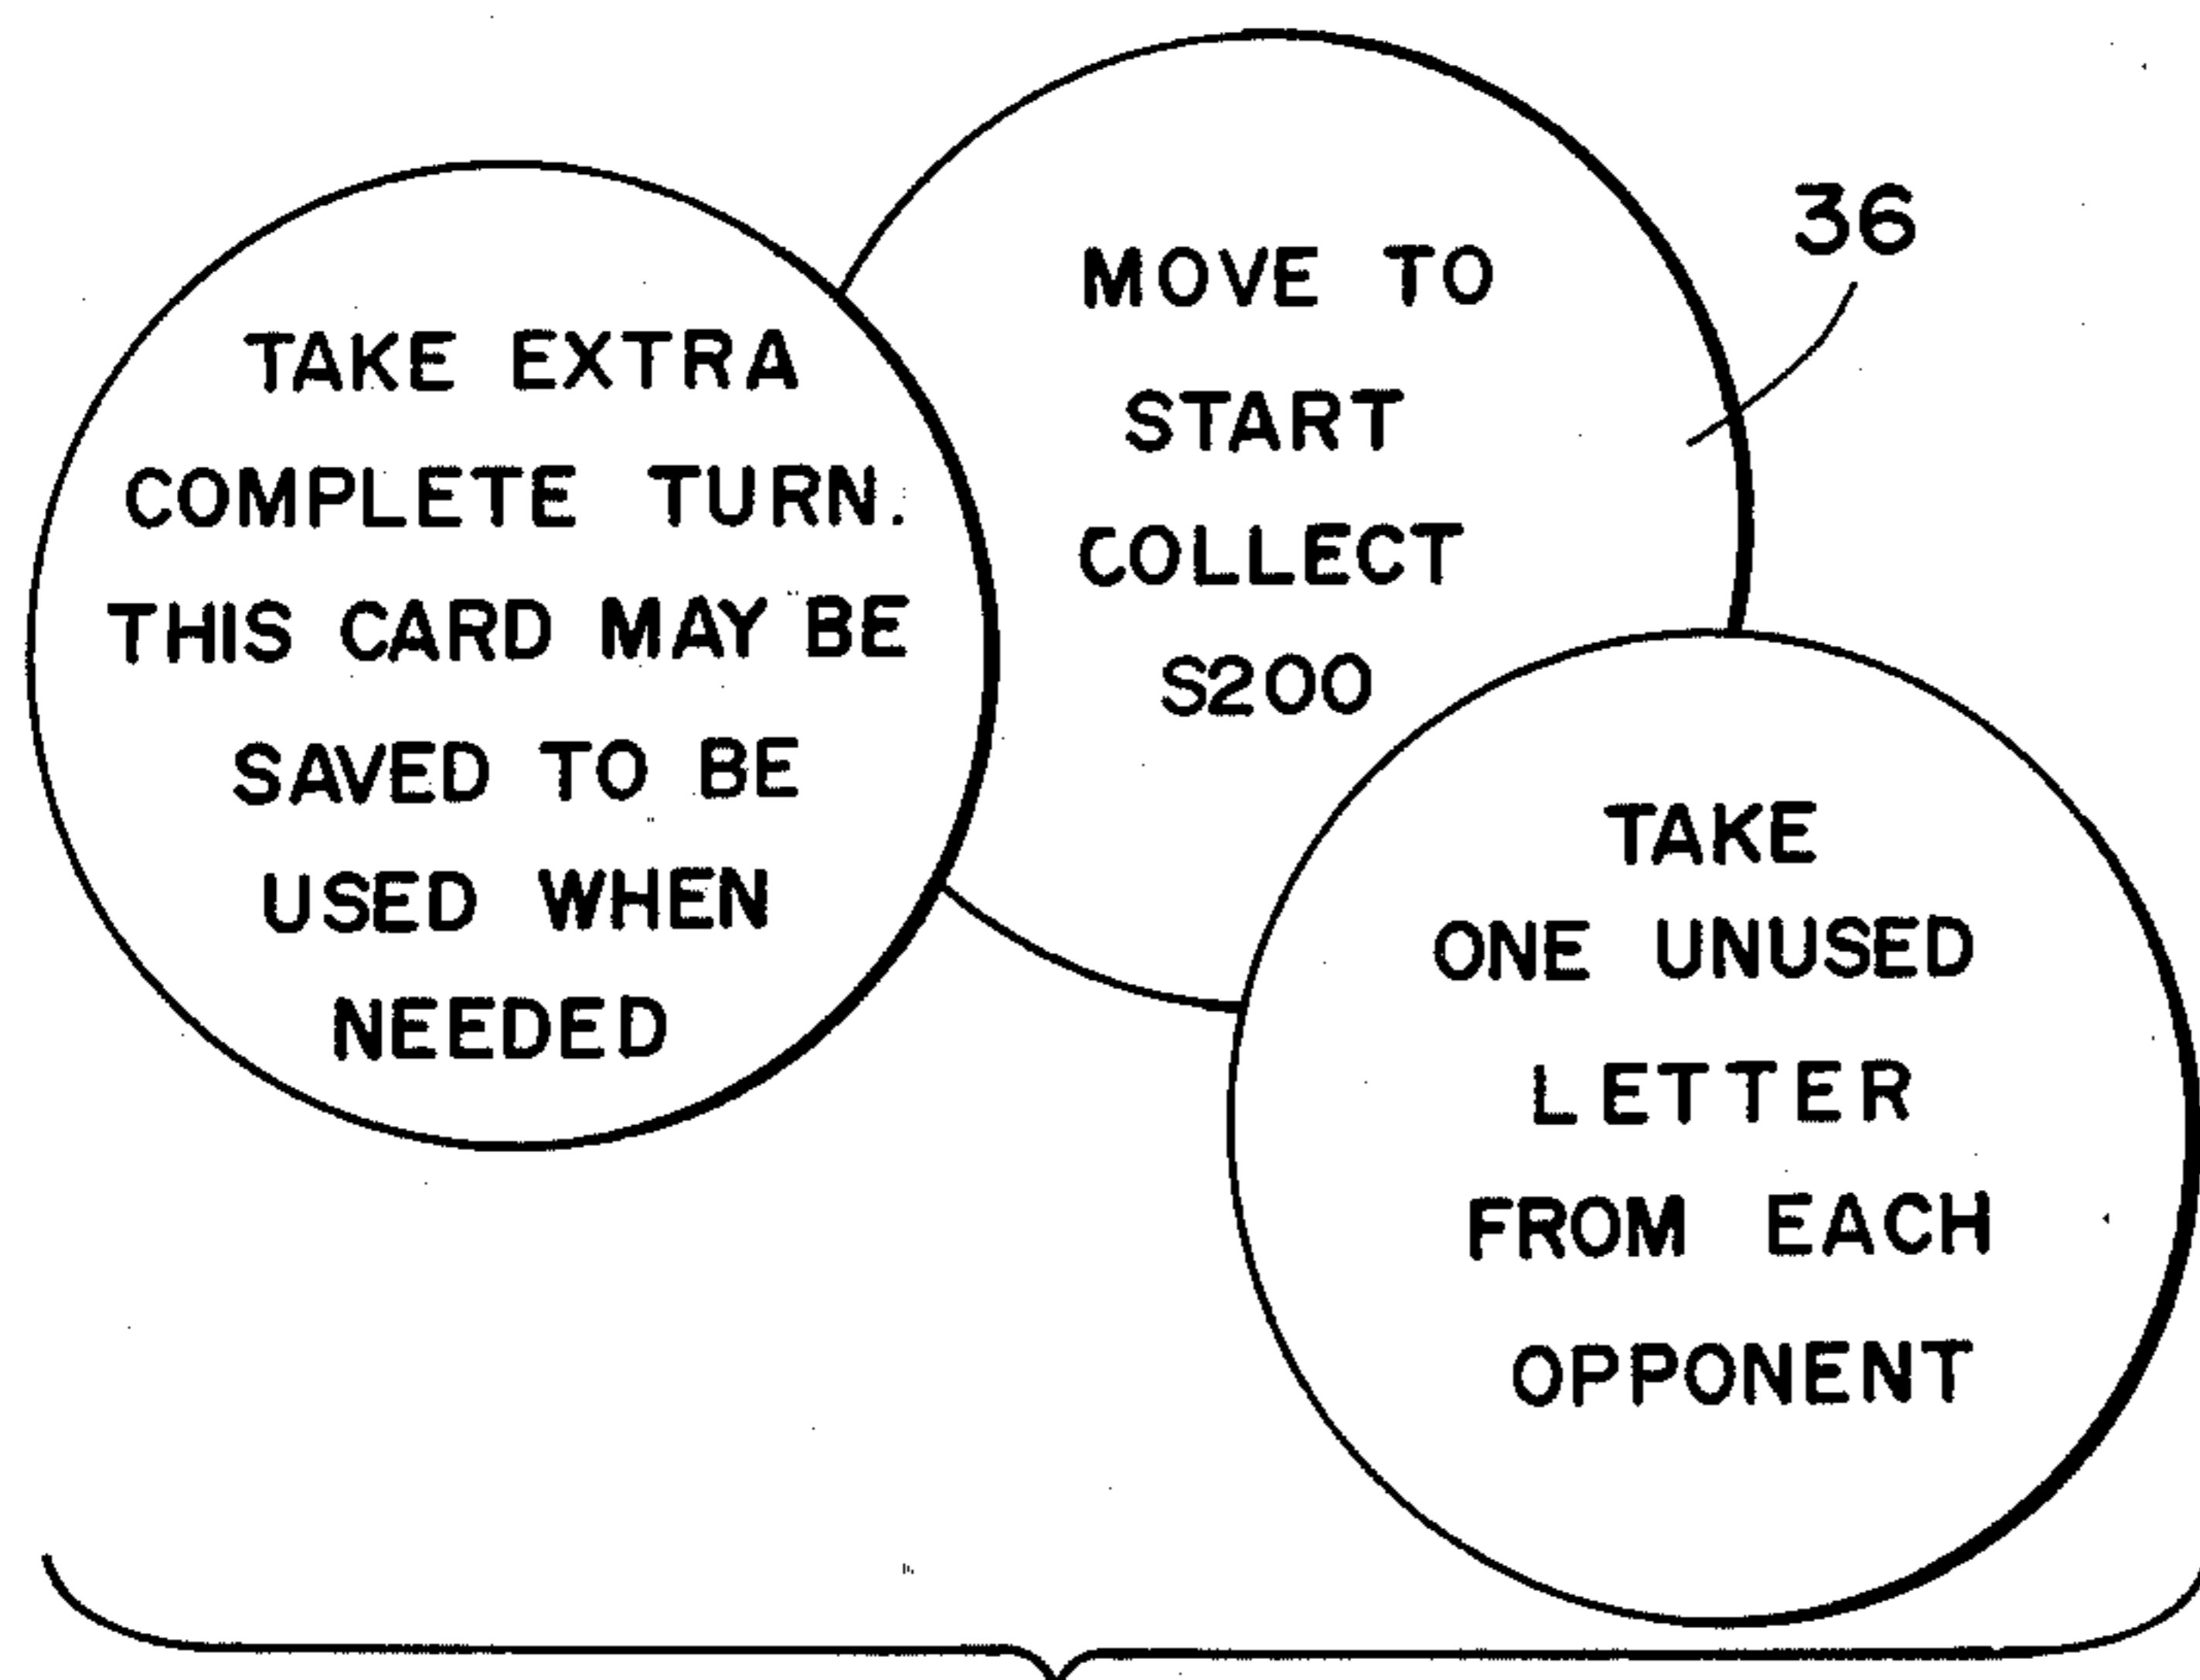 TAKE EXTRA
COMPLETE TURN.
THIS CARD MAY BE
SAVED TO BE
USED WHEN
NEEDED
MOVE TO
START
COLLECT
S200
36
TAKE
ONE UNUSED
LETTER
FROM EACH
OPPONENT